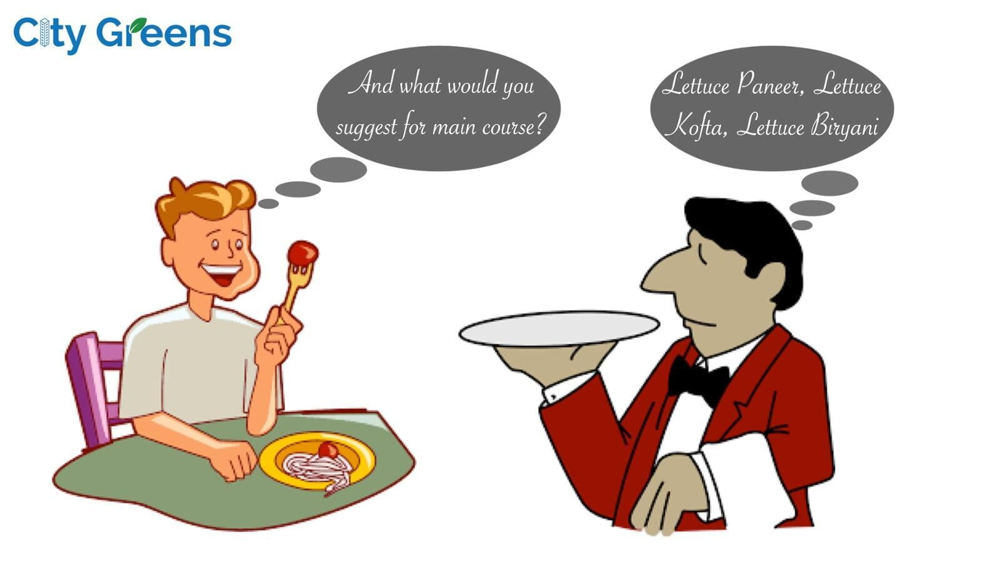 City Greens
And what would you
suggest for main course?
Lettuce Paneer, Lettuce
Kofta, Lettuce Biryani